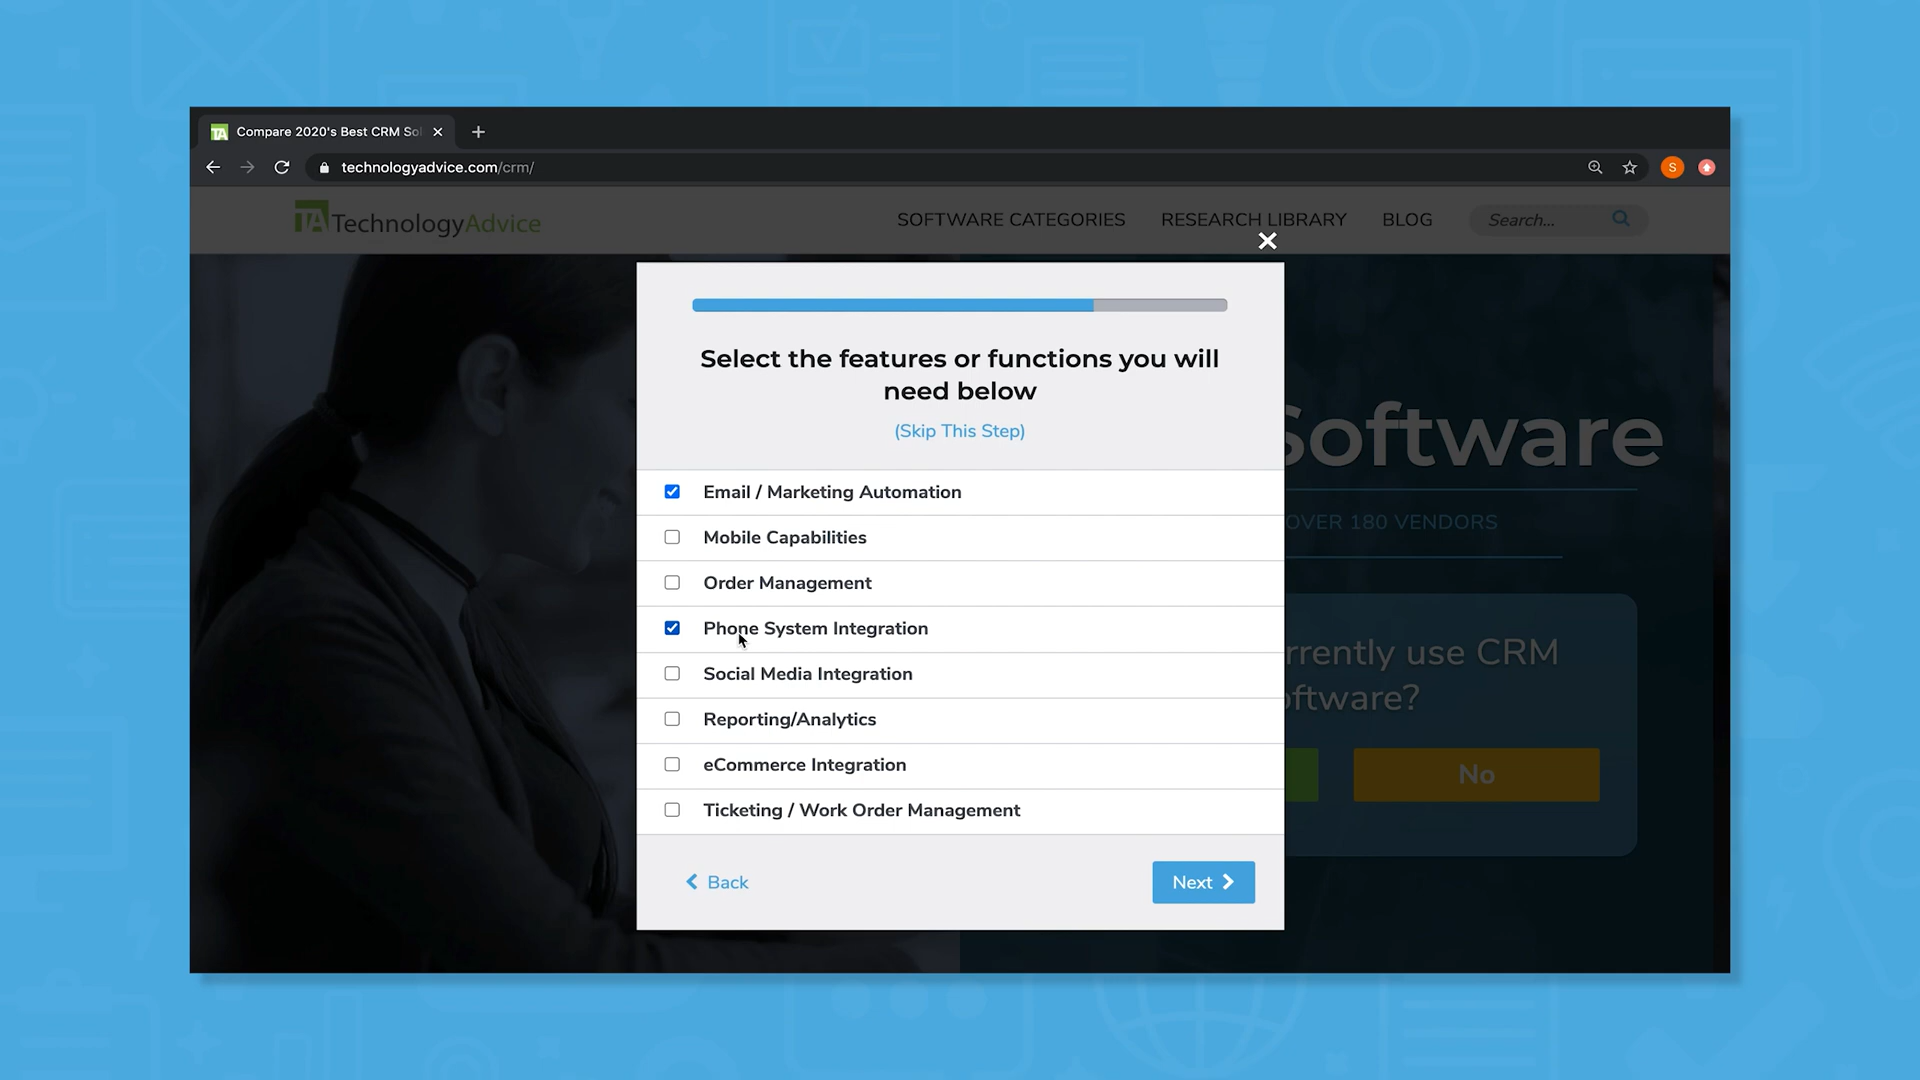 Compare 2020's Best CRM Sol
technologyadvice.com/crm/
S
TA TechnologyAdvice
SOFTWARE CATEGORIES
RESEARCH LIBRARY
BLOG
Search...
Select the features or functions you will
need below
(Skip This Step)
Email / Marketing Automation
Mobile Capabilities
Order Management
Phone System Integration
Social Media Integration
Reporting/Analytics
eCommerce Integration
Ticketing / Work Order Management
Back
Next
Software
OVER 180 VENDORS
rrently use CRM
oftware?
No